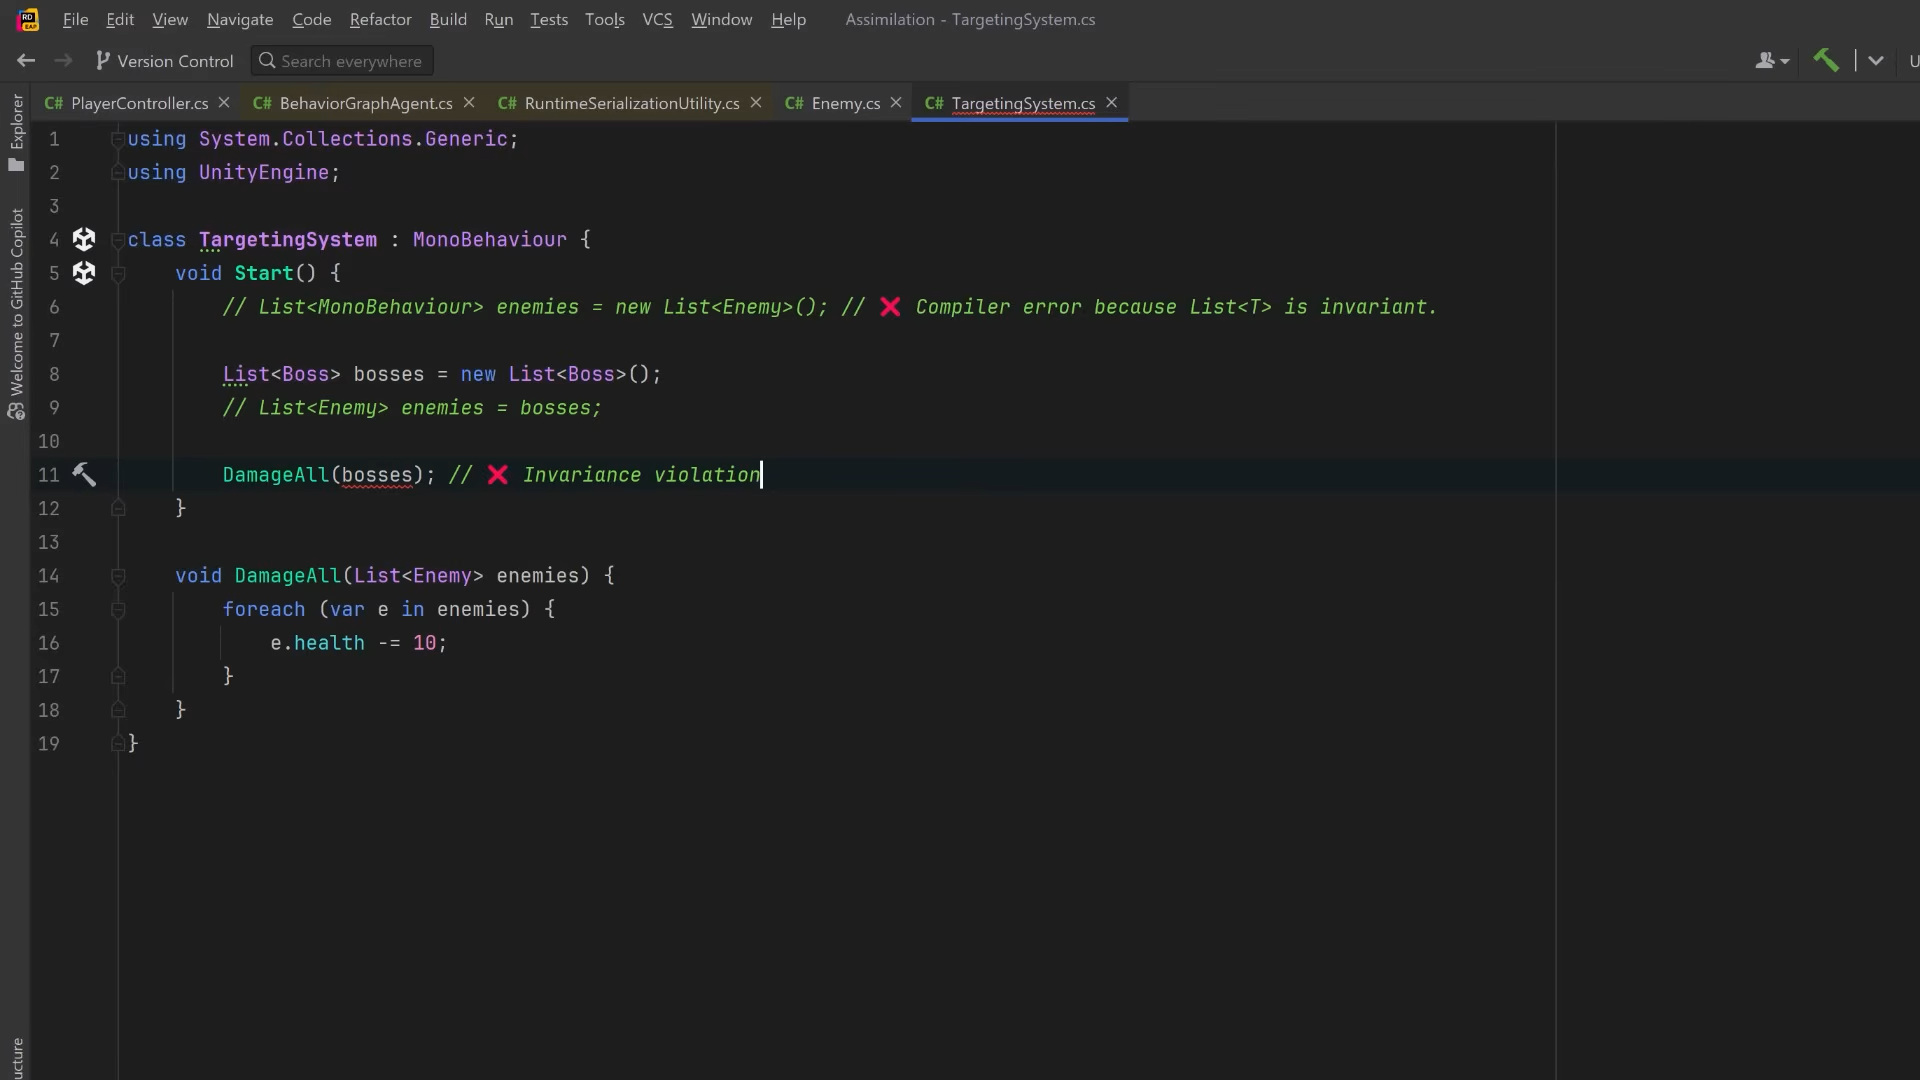 RD
EAP
File Edit View Navigate Code Refactor Build Run Tests Tools VCS Window Help Assimilation - TargetingSystem.cs
Version Control Search everywhere U
C# PlayerController.cs C# BehaviorGraphAgent.cs C# RuntimeSerializationUtility.cs C# Enemy.cs C# TargetingSystem.cs
Explorer
Welcome to GitHub Copilot
ucture
1 using System.Collections.Generic;
2 using UnityEngine;
3
4 class TargetingSystem : MonoBehaviour {
5 void Start() {
6 // List<MonoBehaviour> enemies = new List<Enemy>(); // ❌ Compiler error because List<T> is invariant.
7
8 List<Boss> bosses = new List<Boss>();
9 // List<Enemy> enemies = bosses;
10
11 DamageAll(bosses); // ❌ Invariance violation
12 }
13
14 void DamageAll(List<Enemy> enemies) {
15 foreach (var e in enemies) {
16 e.health -= 10;
17 }
18 }
19 }